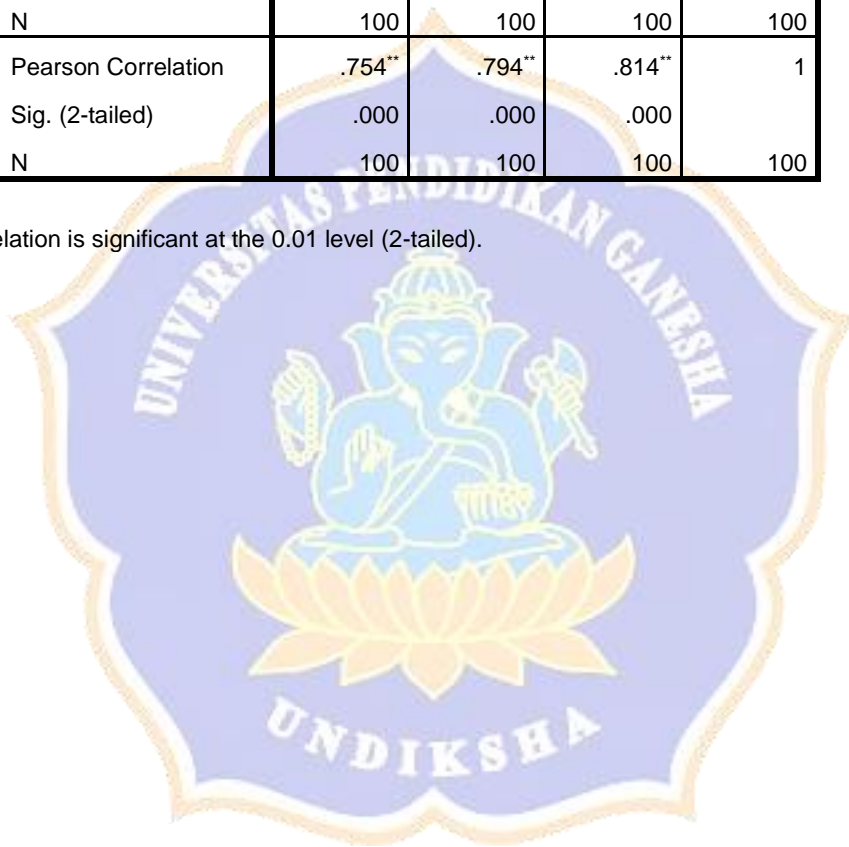 N 100 100 100 100
Pearson Correlation .754** .794** .814** 1
Sig. (2-tailed) .000 .000 .000
N 100 100 100 100
elation is significant at the 0.01 level (2-tailed).
UNIVERSITAS PENDIDIKAN GANESHA
UNDIKSHA